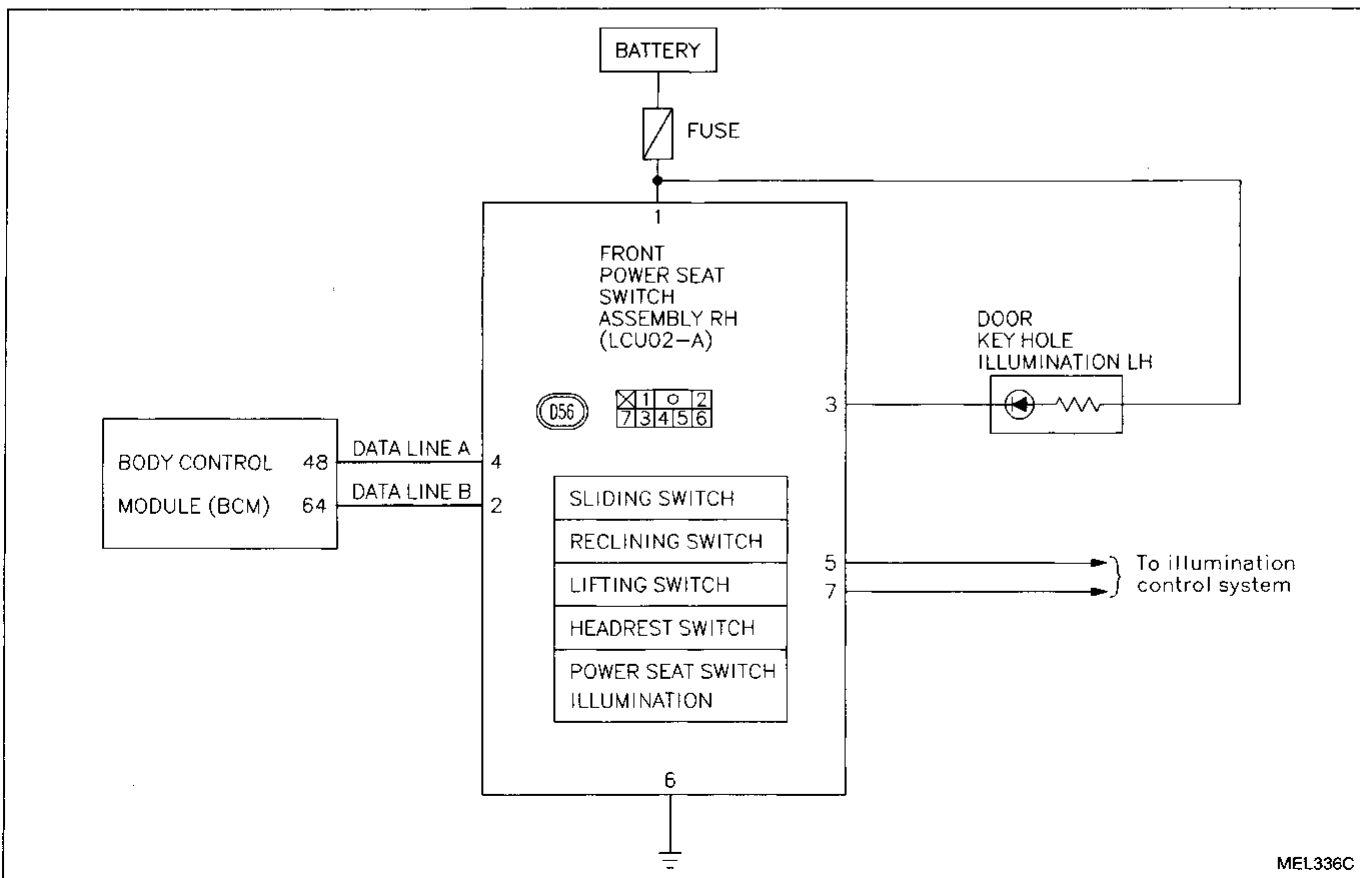 BATTERY
FUSE
1
FRONT
POWER SEAT
SWITCH
ASSEMBLY RH
(LCU02-A)
DOOR
KEY HOLE
ILLUMINATION LH
D56
1 2
7 3 4 5 6
3
BODY CONTROL 48 DATA LINE A 4
MODULE (BCM) 64 DATA LINE B 2
SLIDING SWITCH
RECLINING SWITCH
LIFTING SWITCH
HEADREST SWITCH
POWER SEAT SWITCH
ILLUMINATION
5
7
To illumination
control system
6
MEL336C